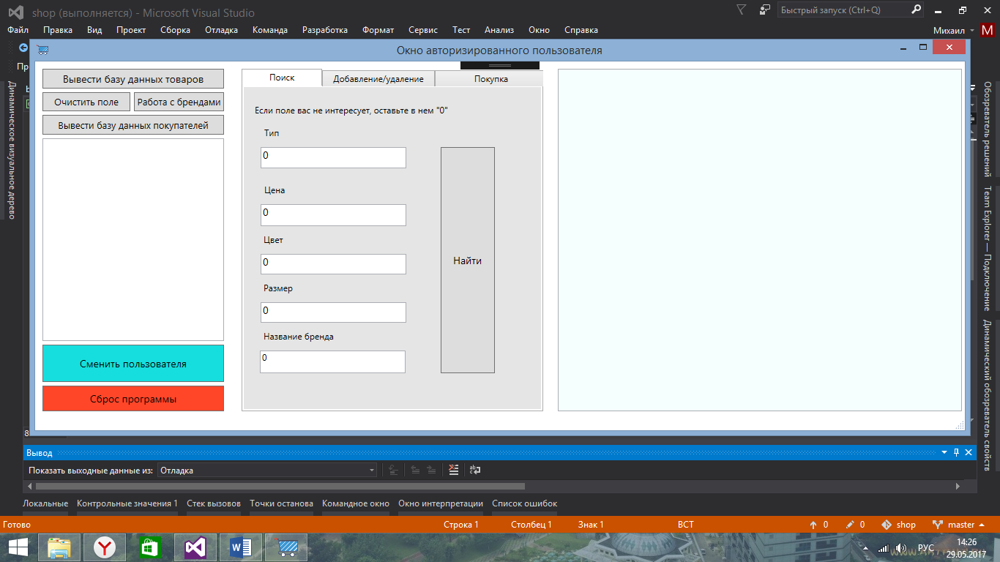 shop (выполняется) - Microsoft Visual Studio
Быстрый запуск (Ctrl+Q)
Файл Правка Вид Проект Сборка Отладка Команда Разработка Формат Сервис Тест Анализ Окно Справка
Михаил M
Окно авторизированного пользователя
Пр
Динамическое визуальное дерево
Вывести базу данных товаров
Очистить поле Работа с брендами
Вывести базу данных покупателей
Сменить пользователя
Сброс программы
Поиск Добавление/удаление Покупка
Если поле вас не интересует, оставьте в нем "0"
Тип
0
Цена
0
Цвет
0
Размер
0
Название бренда
0
Найти
Обозреватель решений
Team Explorer — Подключение
Динамический обозреватель свойств
8
Вывод
Показать выходные данные из: Отладка
Локальные Контрольные значения 1 Стек вызовов Точки останова Командное окно Окно интерпретации Список ошибок
Готово Строка 1 Столбец 1 Знак 1 ВСТ 0 0 shop master
РУС
14:26
29.05.2017